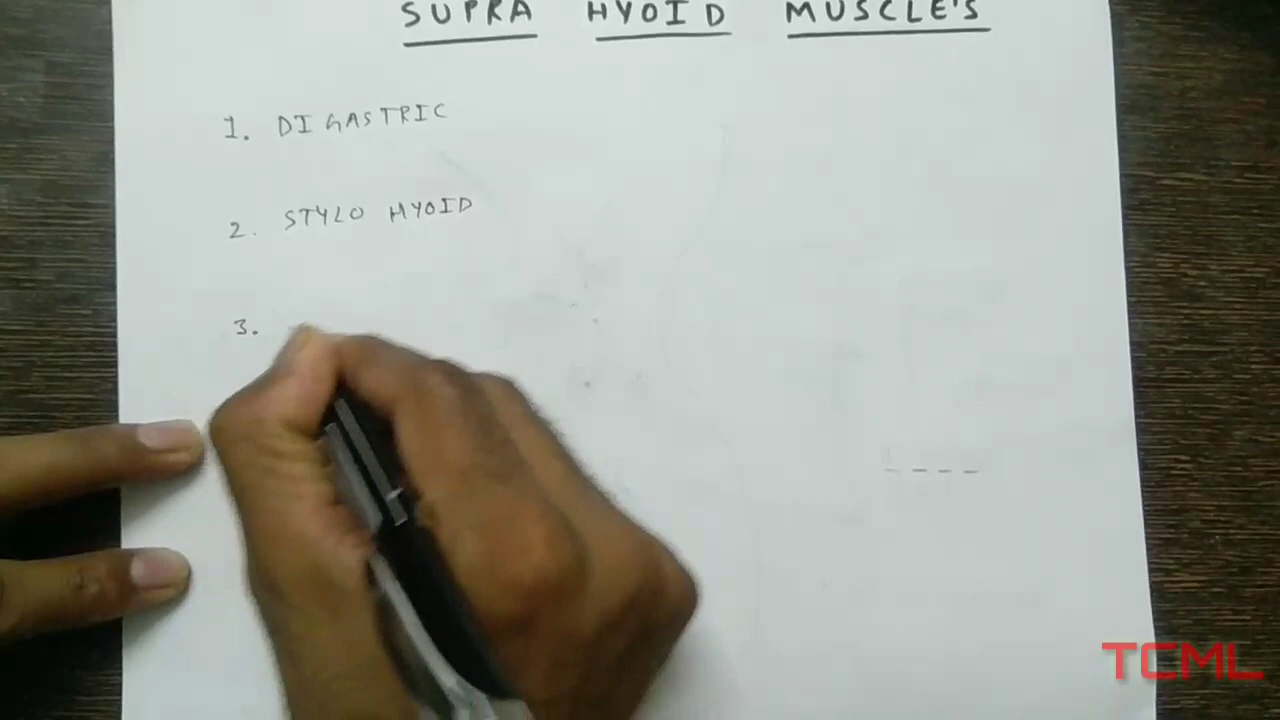 SUPRA HYOID MUSCLE'S
1. DIGASTRIC
2. STYLO HYOID
3.
TCML